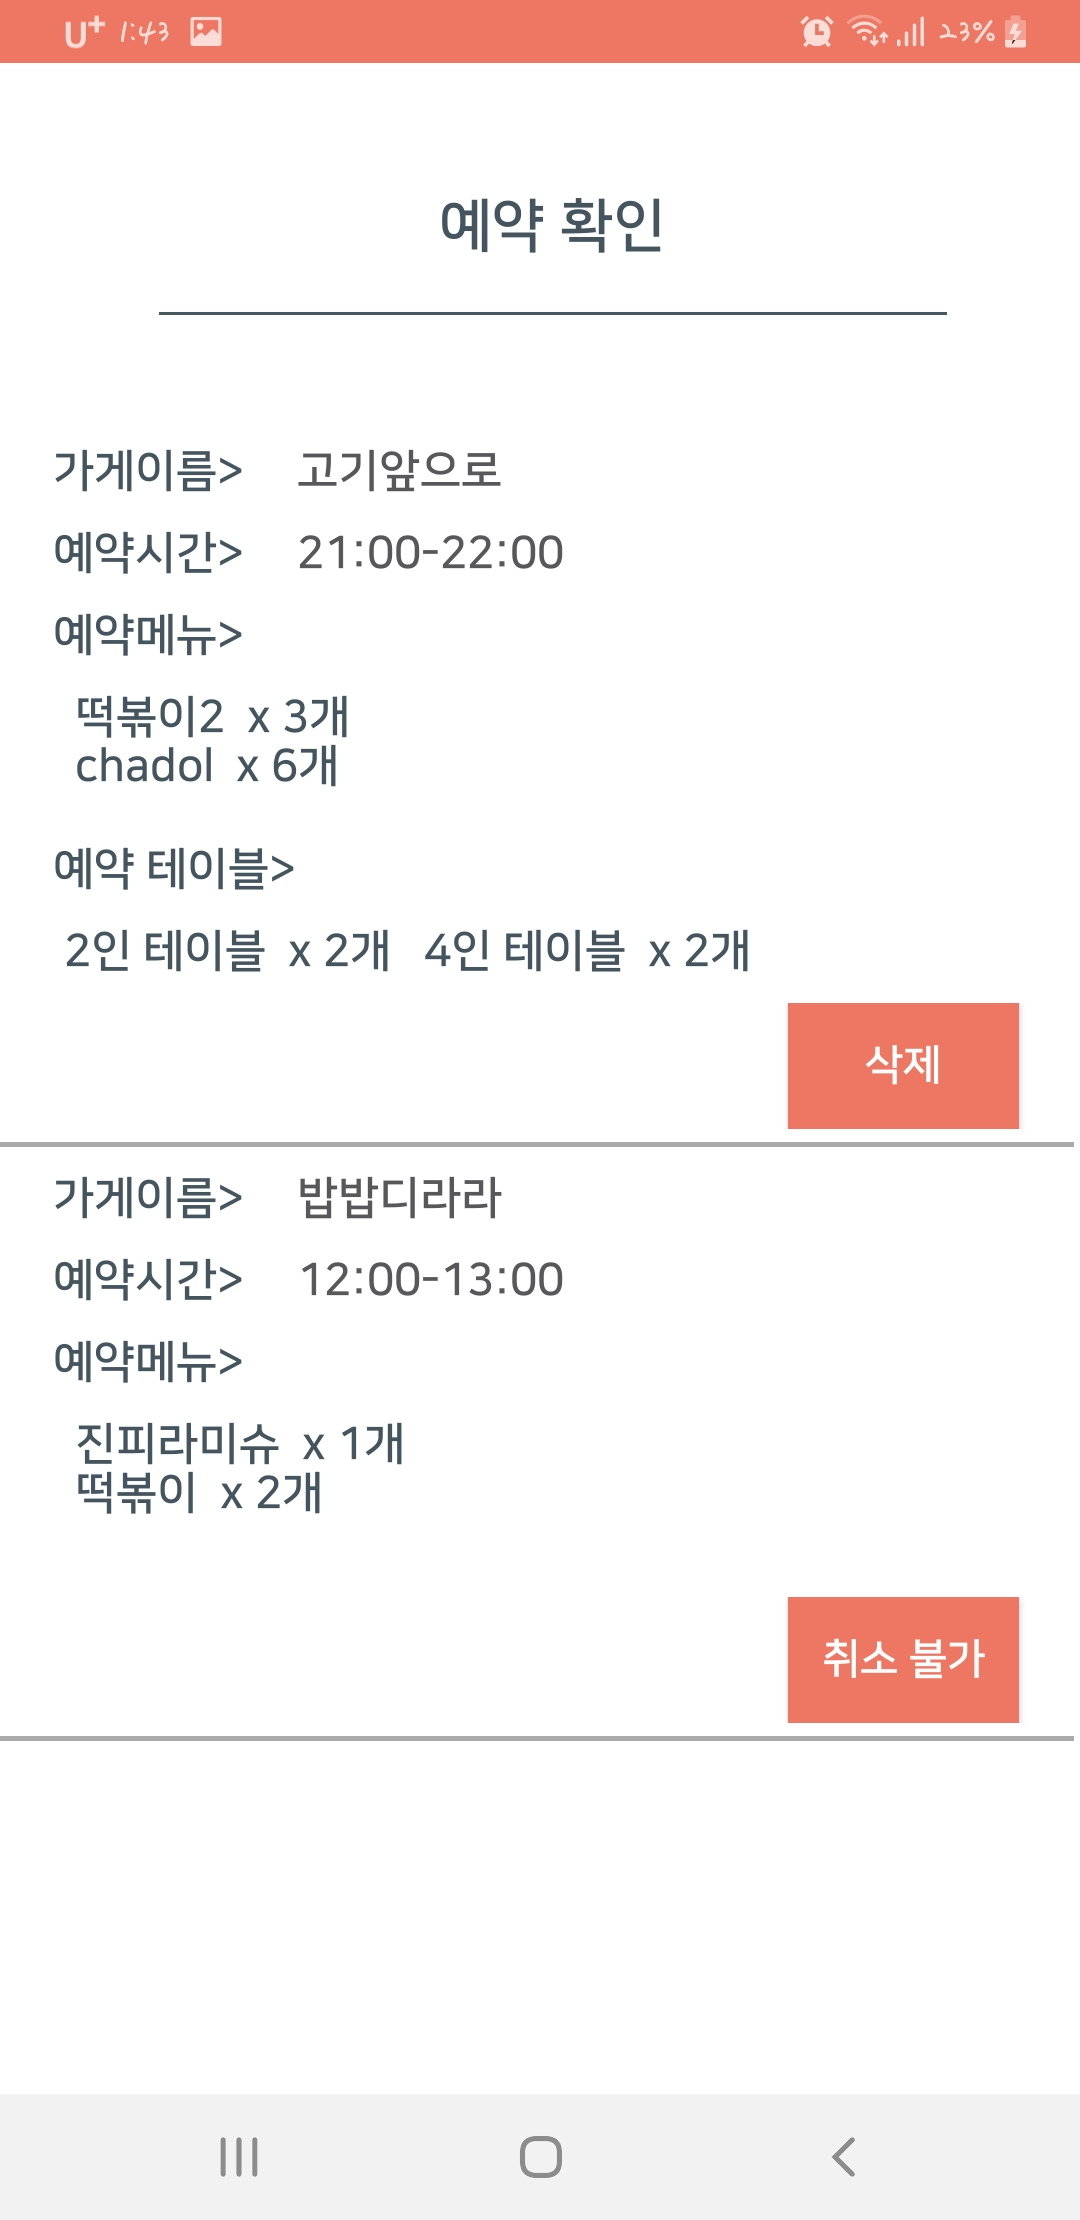 U+ 1:43 23%
예약 확인
가게이름> 고기앞으로
예약시간> 21:00-22:00
예약메뉴>
떡볶이2 x 3개
chadol x 6개
예약 테이블>
2인 테이블 x 2개 4인 테이블 x 2개
삭제
가게이름> 밥밥디라라
예약시간> 12:00-13:00
예약메뉴>
진피라미슈 x 1개
떡볶이 x 2개
취소 불가